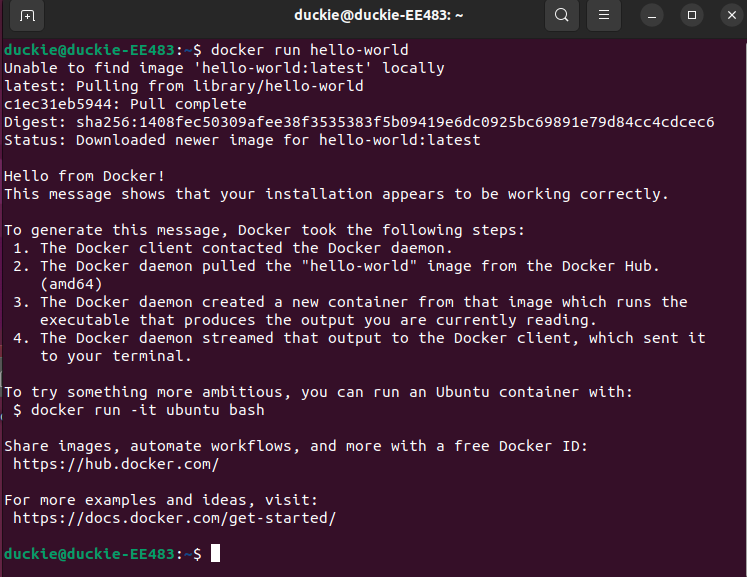 duckie@duckie-EE483: ~
duckie@duckie-EE483:~$ docker run hello-world
Unable to find image 'hello-world:latest' locally
latest: Pulling from library/hello-world
c1ec31eb5944: Pull complete
Digest: sha256:1408fec50309afee38f3535383f5b09419e6dc0925bc69891e79d84cc4cdcec6
Status: Downloaded newer image for hello-world:latest

Hello from Docker!
This message shows that your installation appears to be working correctly.

To generate this message, Docker took the following steps:
 1. The Docker client contacted the Docker daemon.
 2. The Docker daemon pulled the "hello-world" image from the Docker Hub.
    (amd64)
 3. The Docker daemon created a new container from that image which runs the
    executable that produces the output you are currently reading.
 4. The Docker daemon streamed that output to the Docker client, which sent it
    to your terminal.

To try something more ambitious, you can run an Ubuntu container with:
 $ docker run -it ubuntu bash

Share images, automate workflows, and more with a free Docker ID:
 https://hub.docker.com/

For more examples and ideas, visit:
 https://docs.docker.com/get-started/

duckie@duckie-EE483:~$